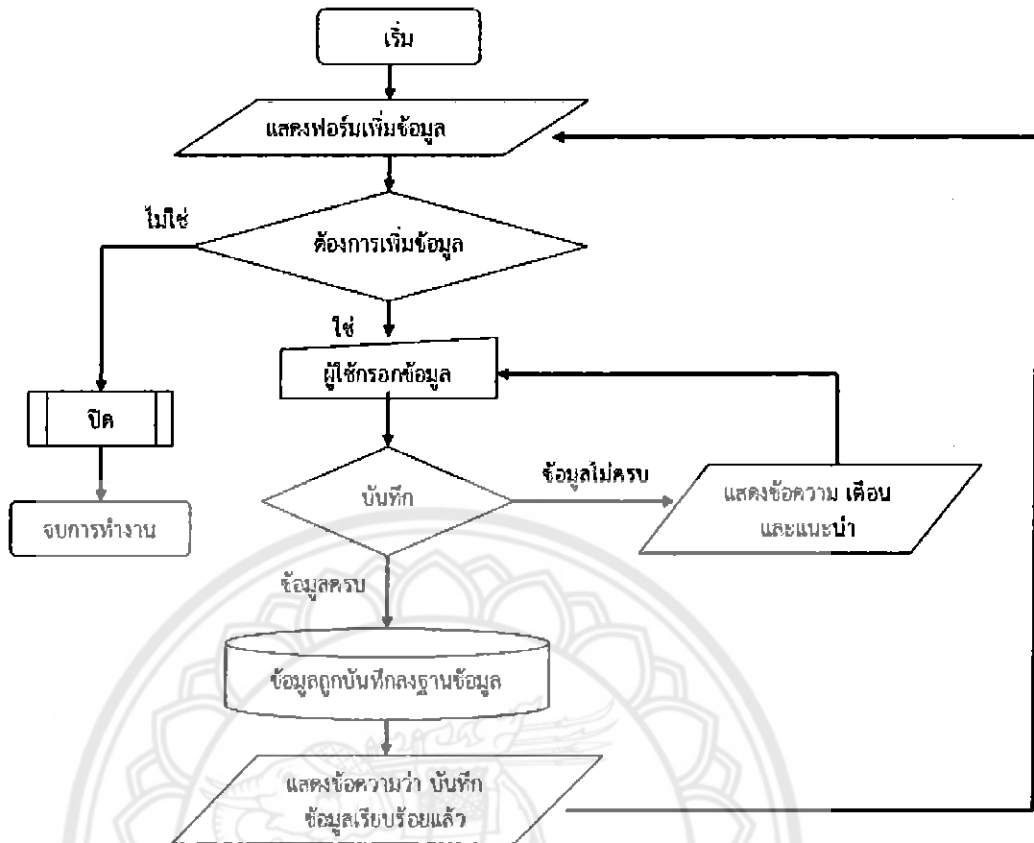 เริ่ม
แสดงฟอร์มเพิ่มข้อมูล
ไม่ใช่
ต้องการเพิ่มข้อมูล
ใช่
ผู้ใช้กรอกข้อมูล
ปิด
บันทึก
ข้อมูลไม่ครบ
แสดงข้อความ เตือน
และแนะนำ
จบการทำงาน
ข้อมูลครบ
ข้อมูลถูกบันทึกลงฐานข้อมูล
แสดงข้อความว่า บันทึก
ข้อมูลเรียบร้อยแล้ว